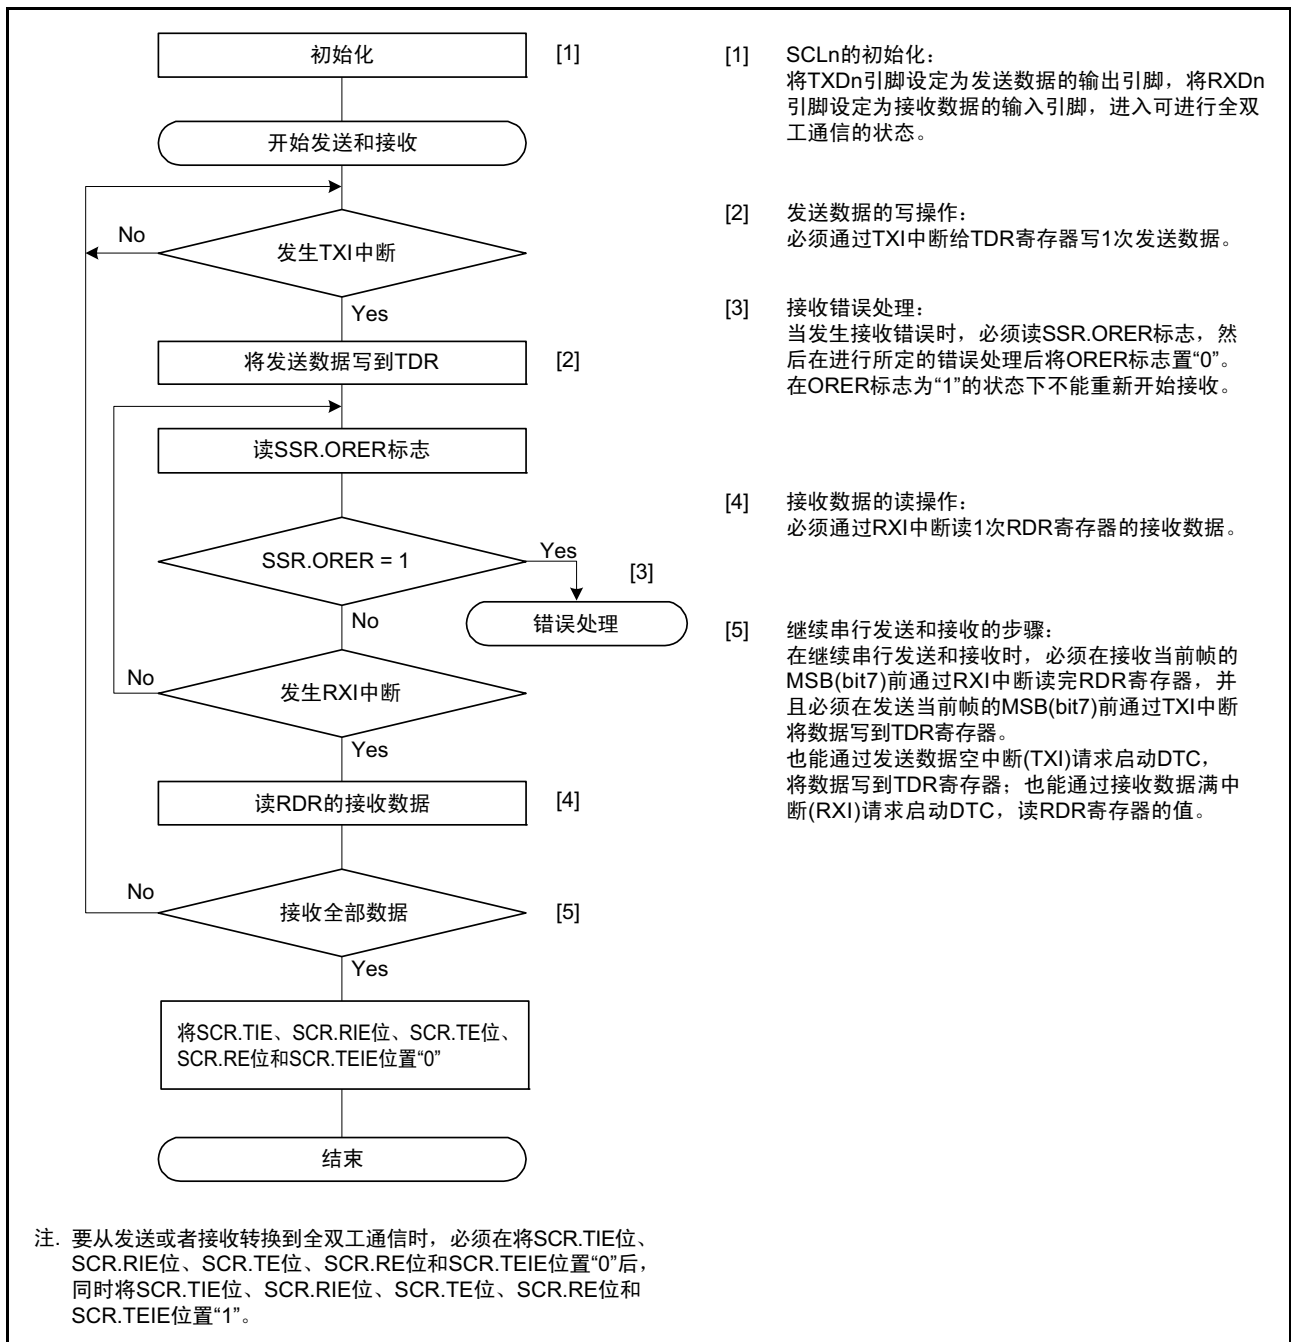 初始化
[1]
开始发送和接收
No
发生TXI中断
Yes
将发送数据写到TDR
[2]
读SSR.ORER标志
SSR.ORER = 1
Yes
[3]
错误处理
No
No
发生RXI中断
Yes
读RDR的接收数据
[4]
No
接收全部数据
[5]
Yes
将SCR.TIE、SCR.RIE位、SCR.TE位、
SCR.RE位和SCR.TEIE位置“0”
结束
[1] SCLn的初始化：
将TXDn引脚设定为发送数据的输出引脚，将RXDn
引脚设定为接收数据的输入引脚，进入可进行全双
工通信的状态。
[2] 发送数据的写操作：
必须通过TXI中断给TDR寄存器写1次发送数据。
[3] 接收错误处理：
当发生接收错误时，必须读SSR.ORER标志，然
后在进行所定的错误处理后将ORER标志置“0”。
在ORER标志为“1”的状态下不能重新开始接收。
[4] 接收数据的读操作：
必须通过RXI中断读1次RDR寄存器的接收数据。
[5] 继续串行发送和接收的步骤：
在继续串行发送和接收时，必须在接收当前帧的
MSB(bit7)前通过RXI中断读完RDR寄存器，并
且必须在发送当前帧的MSB(bit7)前通过TXI中断
将数据写到TDR寄存器。
也能通过发送数据空中断(TXI)请求启动DTC，
将数据写到TDR寄存器；也能通过接收数据满中
断(RXI)请求启动DTC，读RDR寄存器的值。
注. 要从发送或者接收转换到全双工通信时，必须在将SCR.TIE位、
SCR.RIE位、SCR.TE位、SCR.RE位和SCR.TEIE位置“0”后，
同时将SCR.TIE位、SCR.RIE位、SCR.TE位、SCR.RE位和
SCR.TEIE位置“1”。